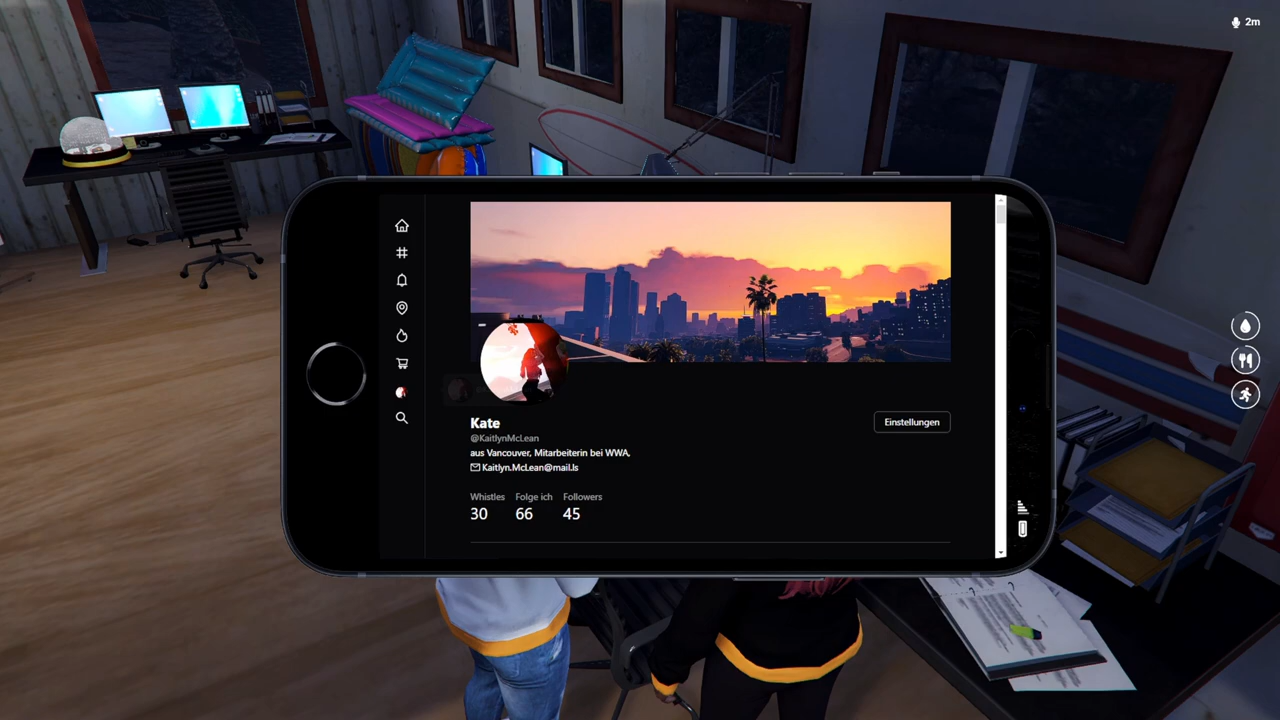 2m
Kate
Einstellungen
@KaitlynMcLean
aus Vancouver, Mitarbeiterin bei WWA,
Kaitlyn.McLean@mail.ls
Whistles Folge ich Followers
30 66 45